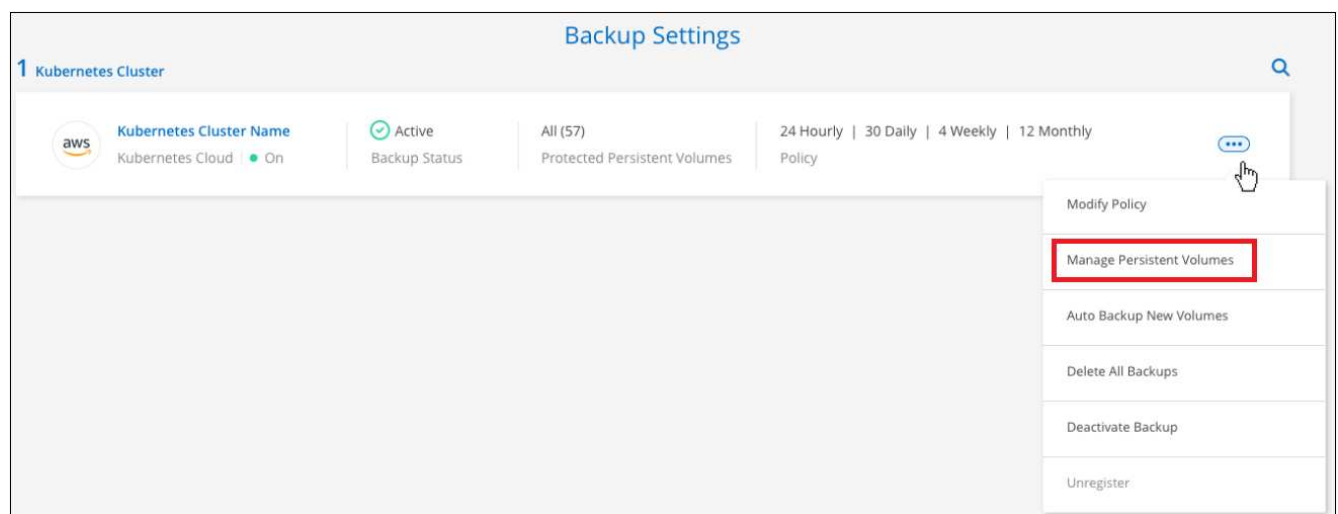 Backup Settings
1 Kubernetes Cluster
aws
Kubernetes Cluster Name
Kubernetes Cloud | On
Active
Backup Status
All (57)
Protected Persistent Volumes
24 Hourly | 30 Daily | 4 Weekly | 12 Monthly
Policy
Modify Policy
Manage Persistent Volumes
Auto Backup New Volumes
Delete All Backups
Deactivate Backup
Unregister